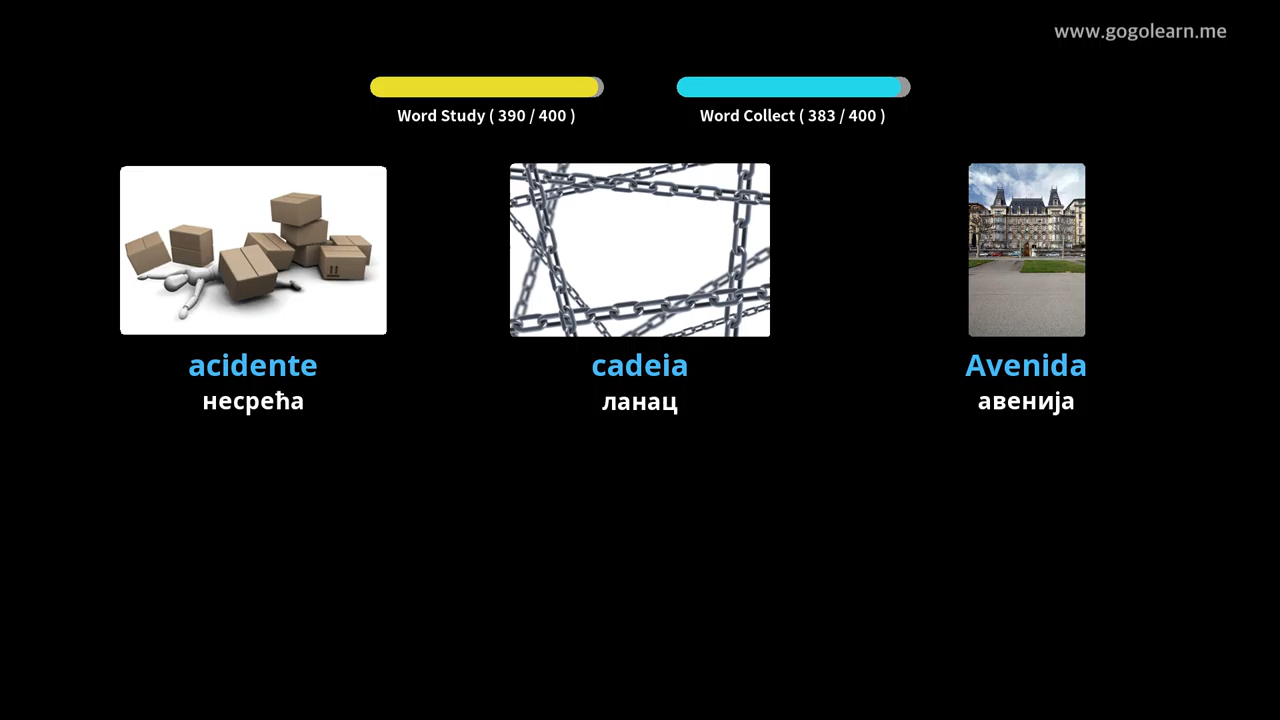 www.gogolearn.me
Word Study ( 390 / 400 )
Word Collect ( 383 / 400 )
acidente
cadeia
Avenida
несрећа
ланац
авенија